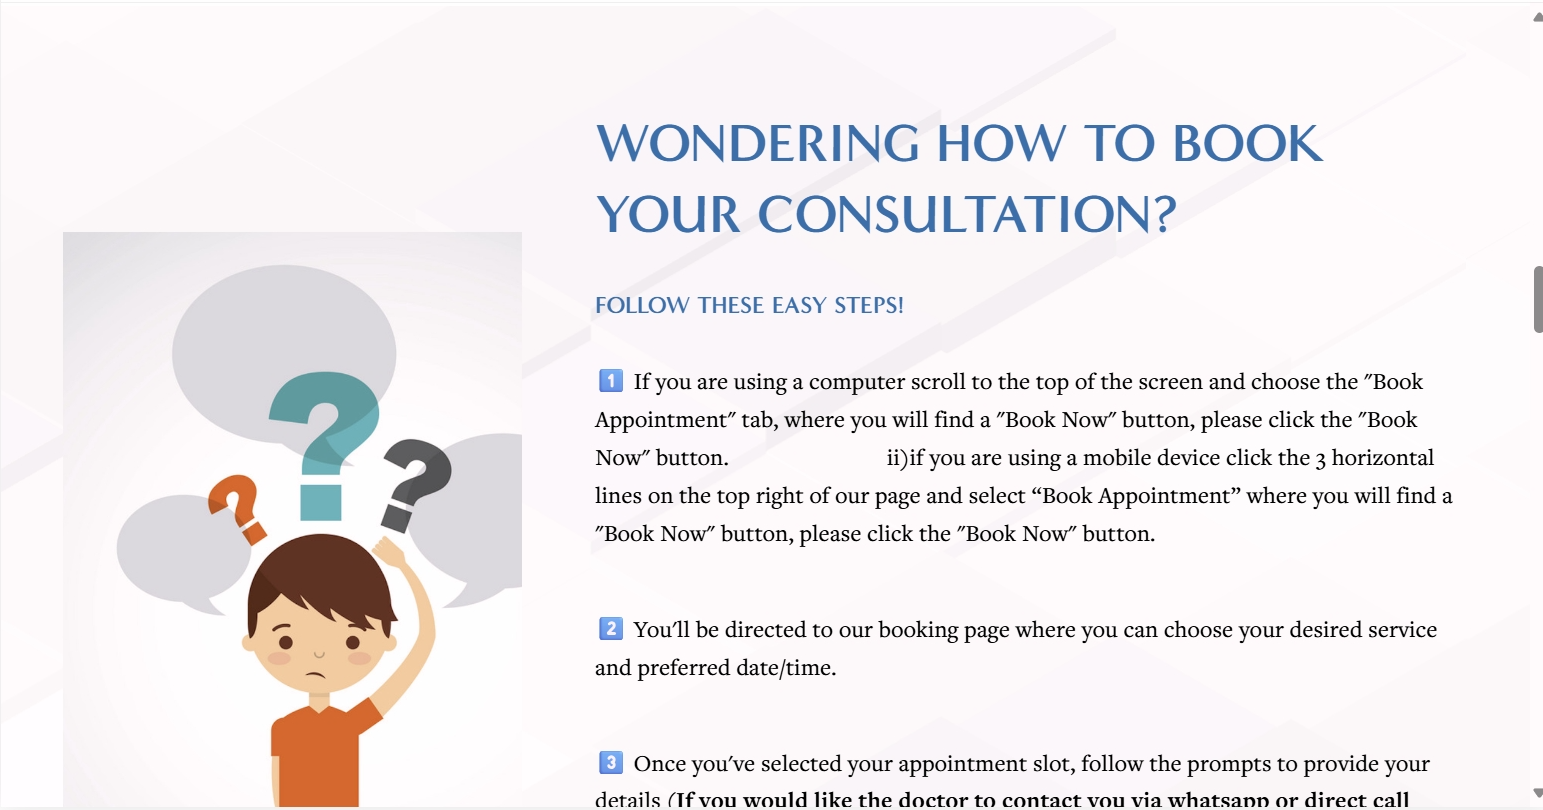 WONDERING HOW TO BOOK
YOUR CONSULTATION?
FOLLOW THESE EASY STEPS!
1 If you are using a computer scroll to the top of the screen and choose the "Book
Appointment" tab, where you will find a "Book Now" button, please click the "Book
Now" button. ii)if you are using a mobile device click the 3 horizontal
lines on the top right of our page and select “Book Appointment” where you will find a
"Book Now" button, please click the "Book Now" button.
2 You'll be directed to our booking page where you can choose your desired service
and preferred date/time.
3 Once you've selected your appointment slot, follow the prompts to provide your
details (If you would like the doctor to contact you via whatsapp or direct call
? ? ?